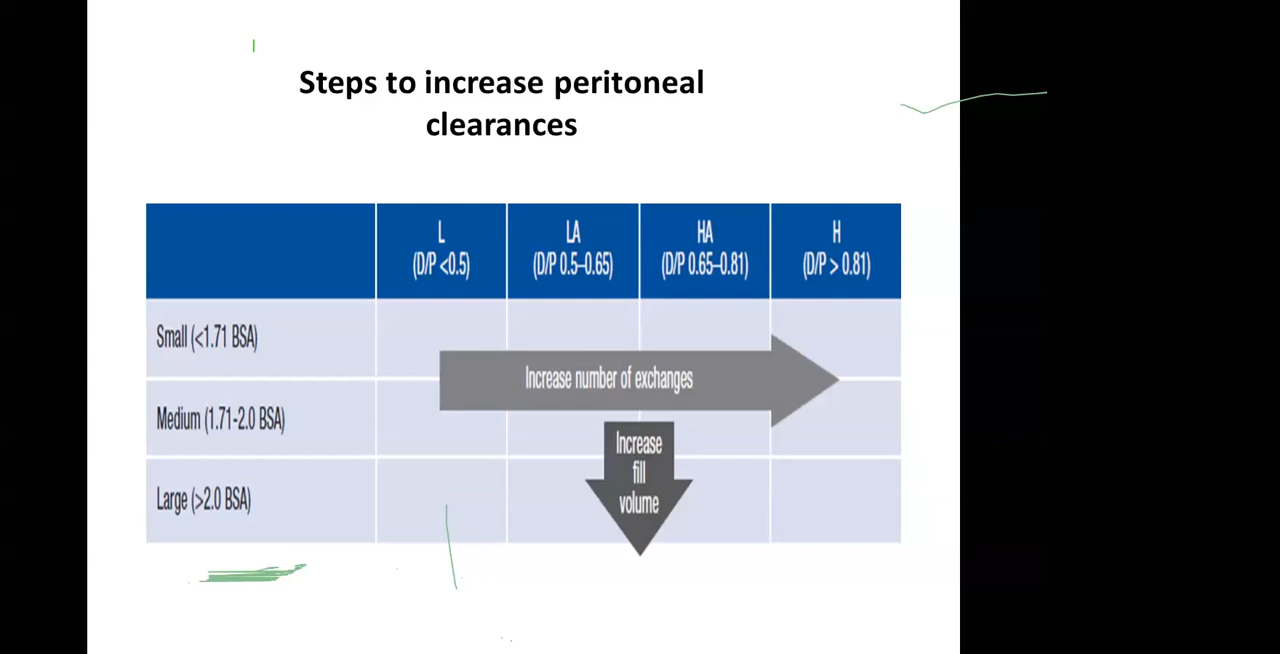 Steps to increase peritoneal
clearances
L
(D/P <0.5)
LA
(D/P 0.5–0.65)
HA
(D/P 0.65–0.81)
H
(D/P > 0.81)
Small (<1.71 BSA)
Increase number of exchanges
Medium (1.71-2.0 BSA)
Increase
fill
volume
Large (>2.0 BSA)